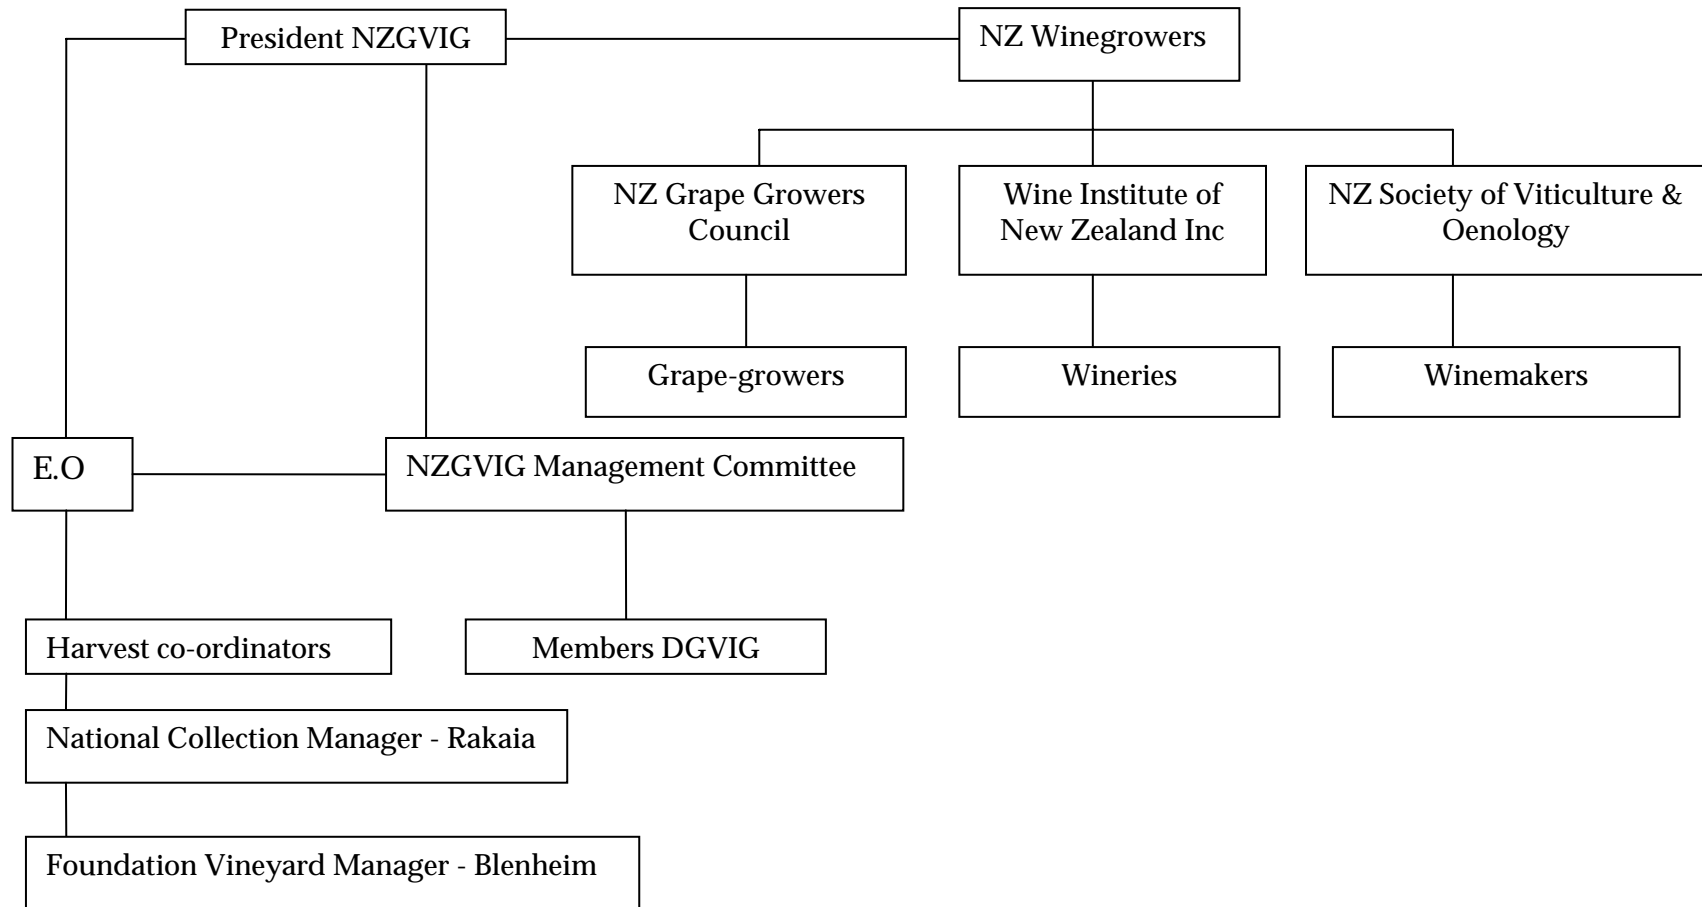 President NZGVIG
NZ Winegrowers
NZ Grape Growers
Council
Wine Institute of
New Zealand Inc
NZ Society of Viticulture &
Oenology
Grape-growers
Wineries
Winemakers
E.O
NZGVIG Management Committee
Harvest co-ordinators
Members DGVIG
National Collection Manager - Rakaia
Foundation Vineyard Manager - Blenheim